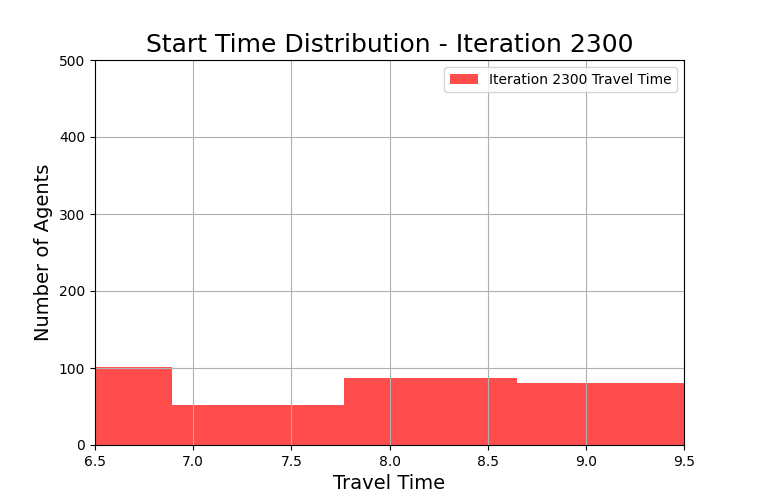 Start Time Distribution - Iteration 2300
Iteration 2300 Travel Time
Number of Agents
500
400
300
200
100
0
6.5 7.0 7.5 8.0 8.5 9.0 9.5
Travel Time